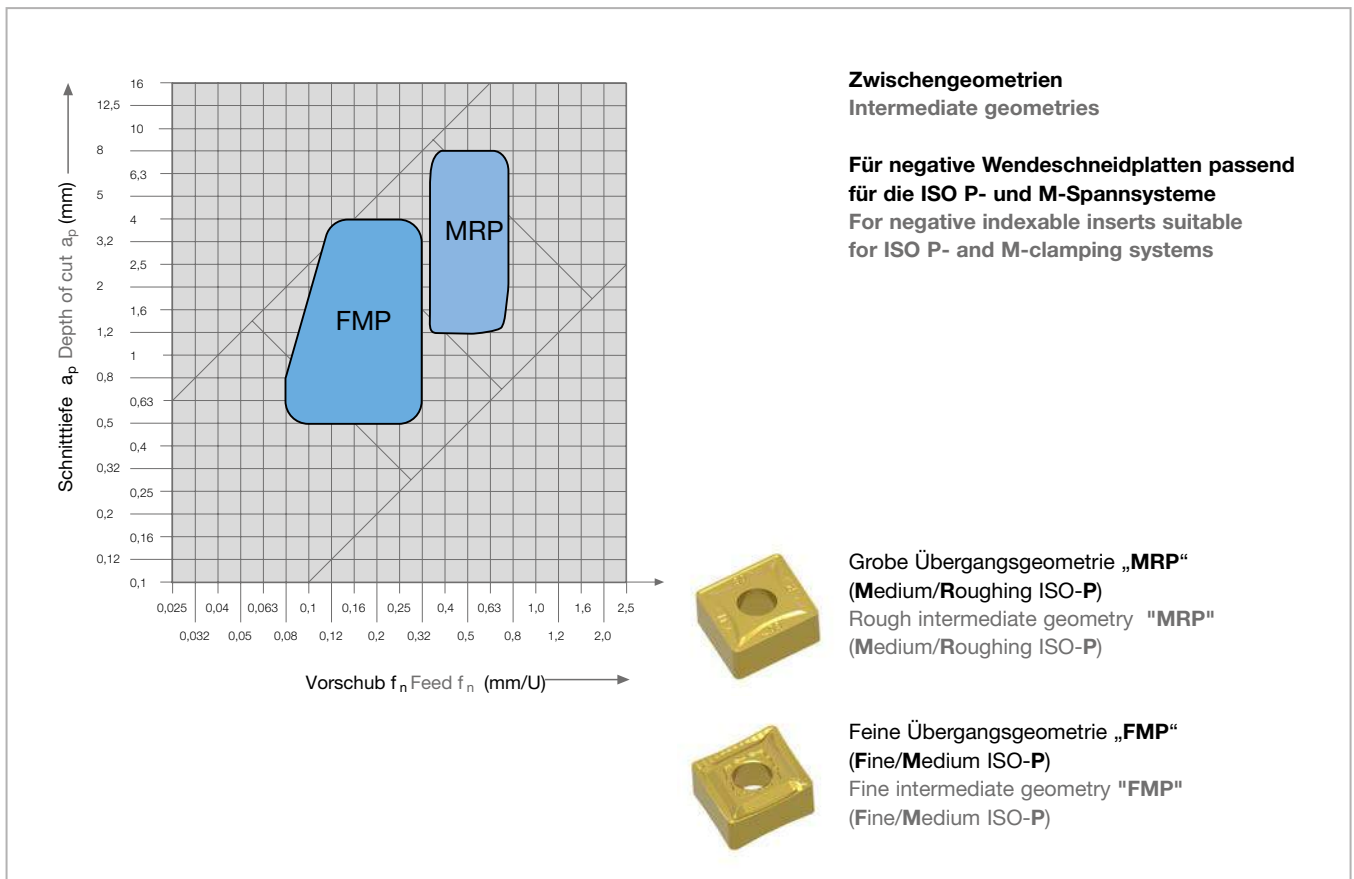 Zwischengeometrien
Intermediate geometries
Für negative Wendeschneidplatten passend
für die ISO P- und M-Spannsysteme
For negative indexable inserts suitable
for ISO P- and M-clamping systems
Schnitttiefe ap Depth of cut ap (mm)
16
12,5
10
8
6,3
5
4
3,2
2,5
2
1,6
1,2
1
0,8
0,63
0,5
0,4
0,32
0,25
0,2
0,16
0,12
0,1
MRP
FMP
0,025 0,04 0,063 0,1 0,16 0,25 0,4 0,63 1,0 1,6 2,5
0,032 0,05 0,08 0,12 0,2 0,32 0,5 0,8 1,2 2,0
Vorschub fn Feed fn (mm/U)
Grobe Übergangsgeometrie „MRP“
(Medium/Roughing ISO-P)
Rough intermediate geometry "MRP"
(Medium/Roughing ISO-P)
Feine Übergangsgeometrie „FMP“
(Fine/Medium ISO-P)
Fine intermediate geometry "FMP"
(Fine/Medium ISO-P)